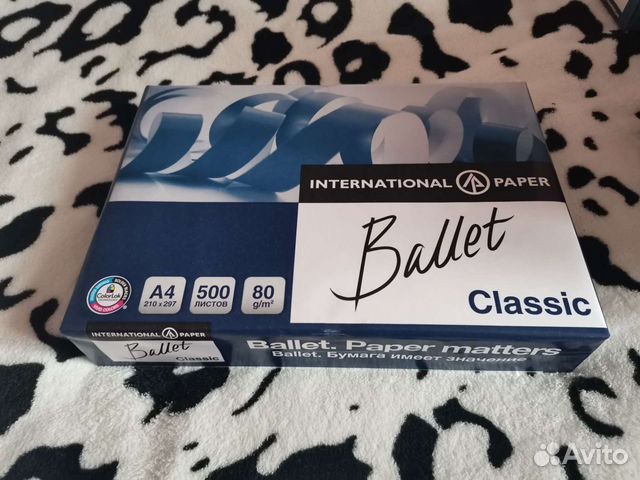 INTERNATIONAL PAPER
Ballet
Classic
ColorLok
A4
210 x 297
500
ЛИСТОВ
80
g/m²
INTERNATIONAL PAPER
Ballet
Classic
Ballet. Paper matters
Ballet. Бумага имеет значение
Avito